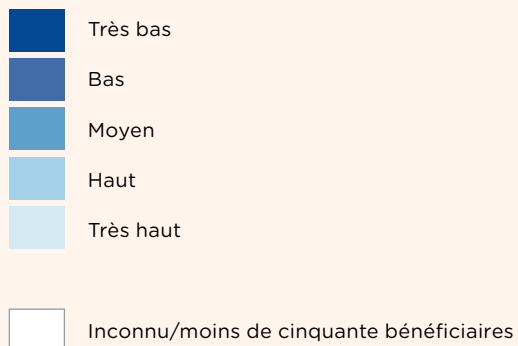 Très bas
Bas
Moyen
Haut
Très haut
Inconnu/moins de cinquante bénéficiaires